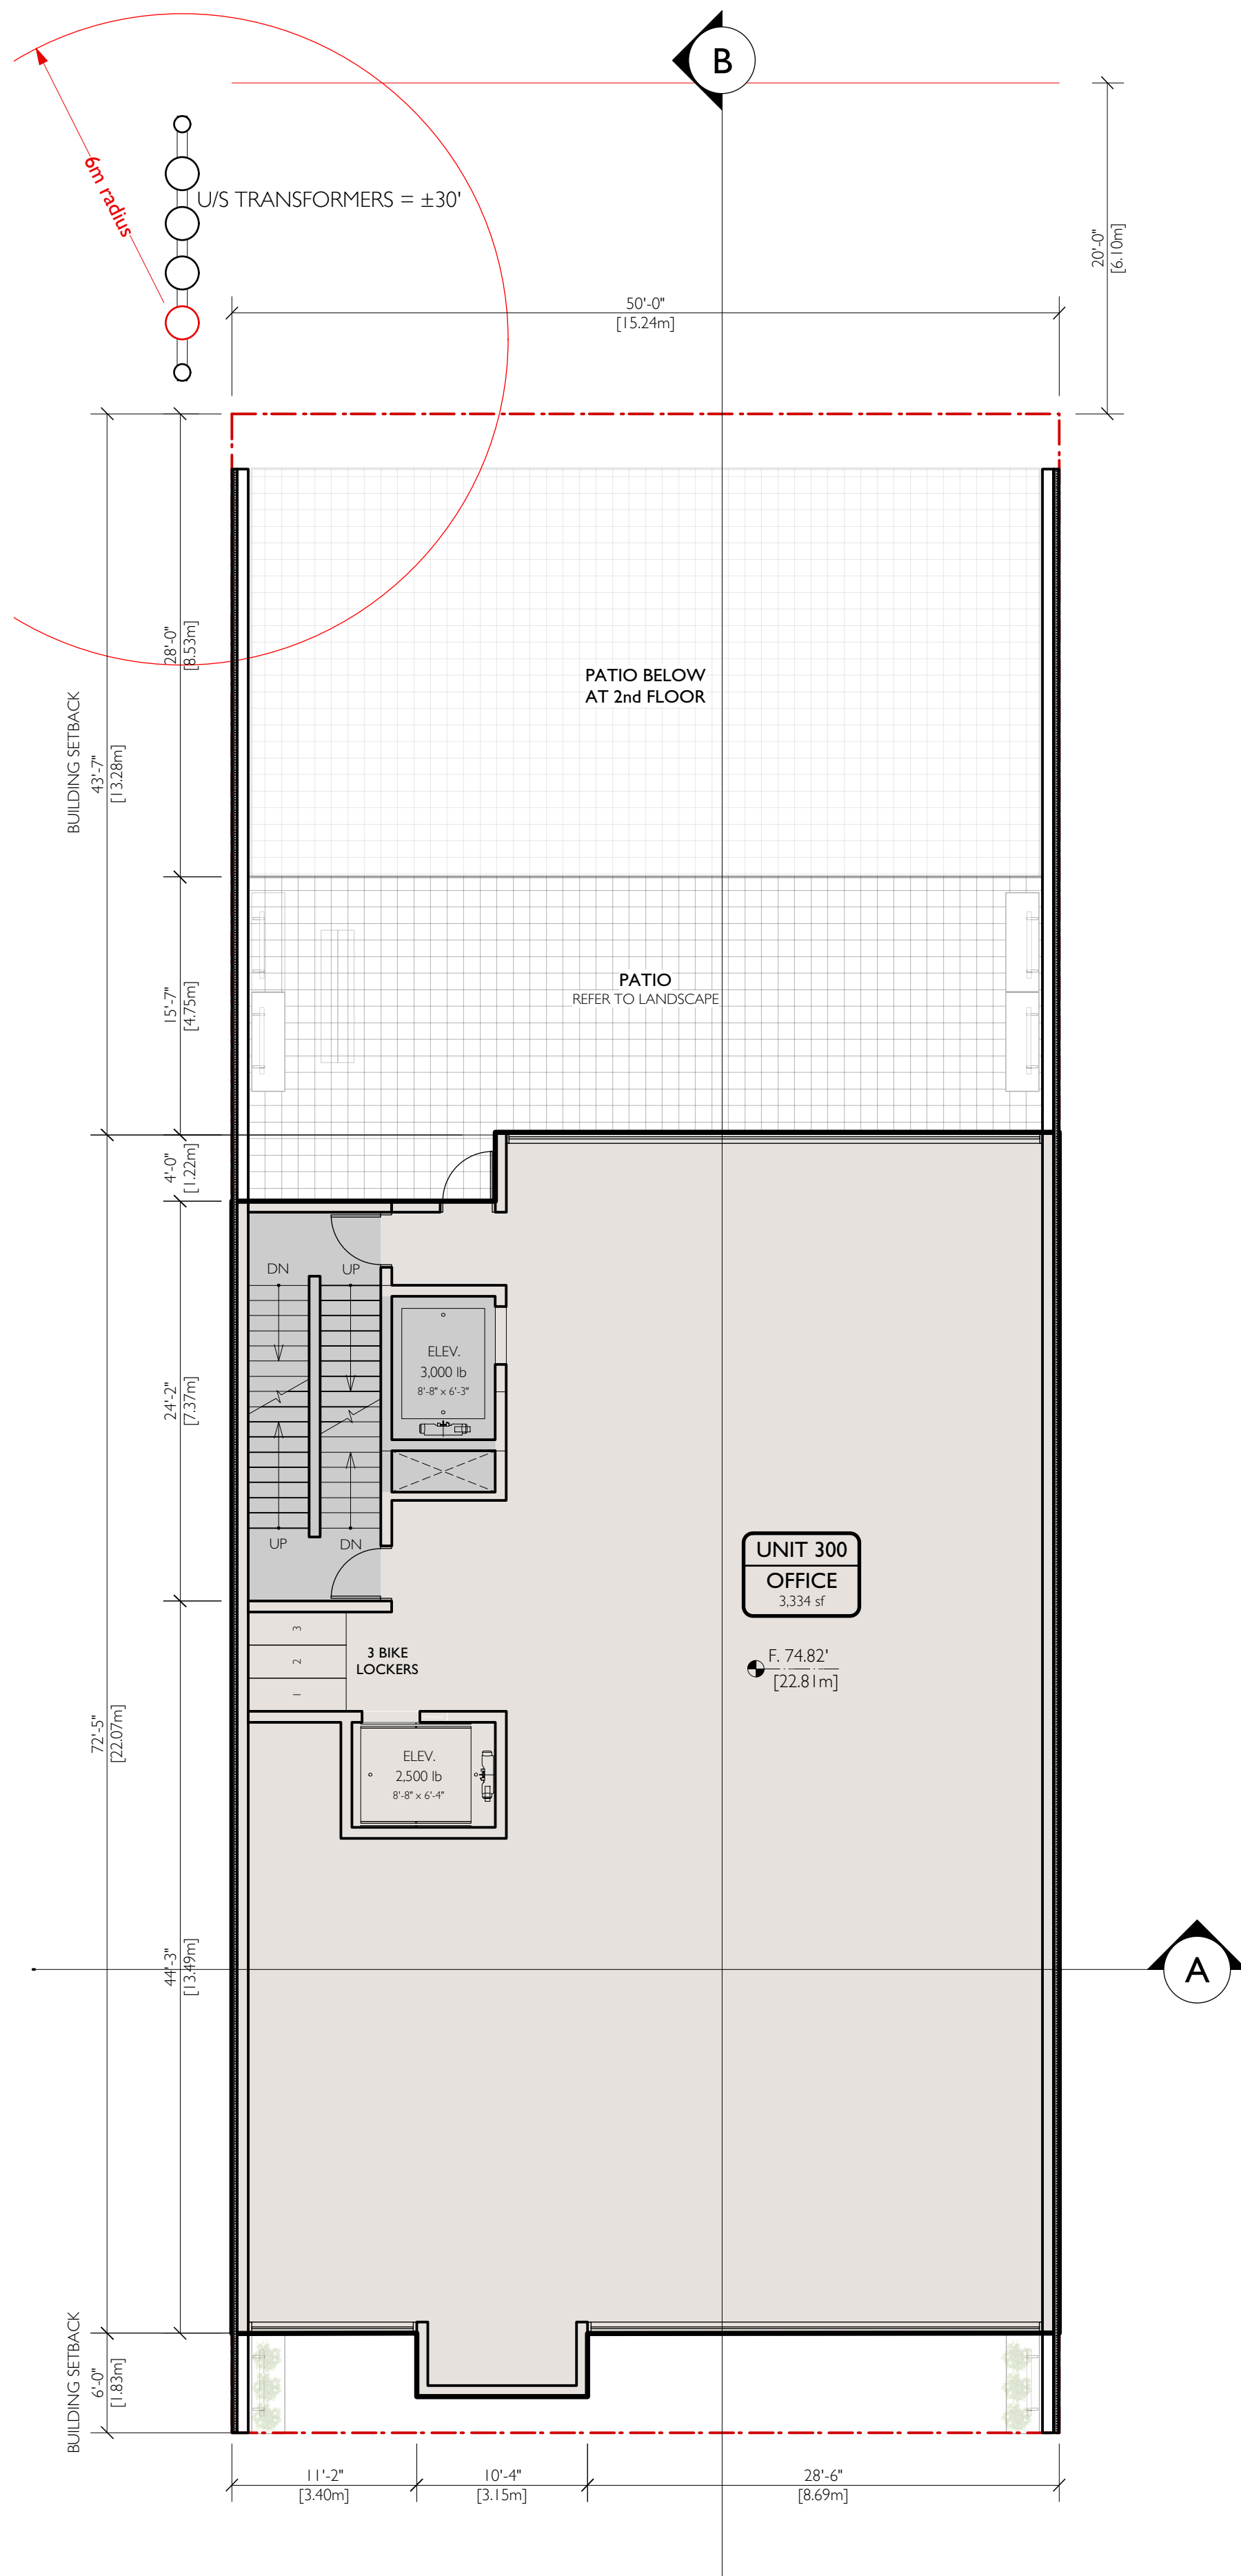 B
6m radius
U/S TRANSFORMERS = ±30'
20'-0"
[6.10m]
50'-0"
[15.24m]
28'-0"
[8.53m]
BUILDING SETBACK
43'-7"
[13.28m]
PATIO BELOW
AT 2nd FLOOR
15'-7"
[4.75m]
PATIO
REFER TO LANDSCAPE
4'-0"
[1.22m]
DN
UP
ELEV.
3,000 lb
8'-8" x 6'-3"
24'-2"
[7.37m]
UP
DN
UNIT 300
OFFICE
3,334 sf
3
2
1
3 BIKE
LOCKERS
F. 74.82'
[22.81m]
72'-5"
[22.07m]
ELEV.
2,500 lb
8'-8" x 6'-4"
44'-3"
[13.49m]
A
BUILDING SETBACK
6'-0"
[1.83m]
11'-2"
[3.40m]
10'-4"
[3.15m]
28'-6"
[8.69m]